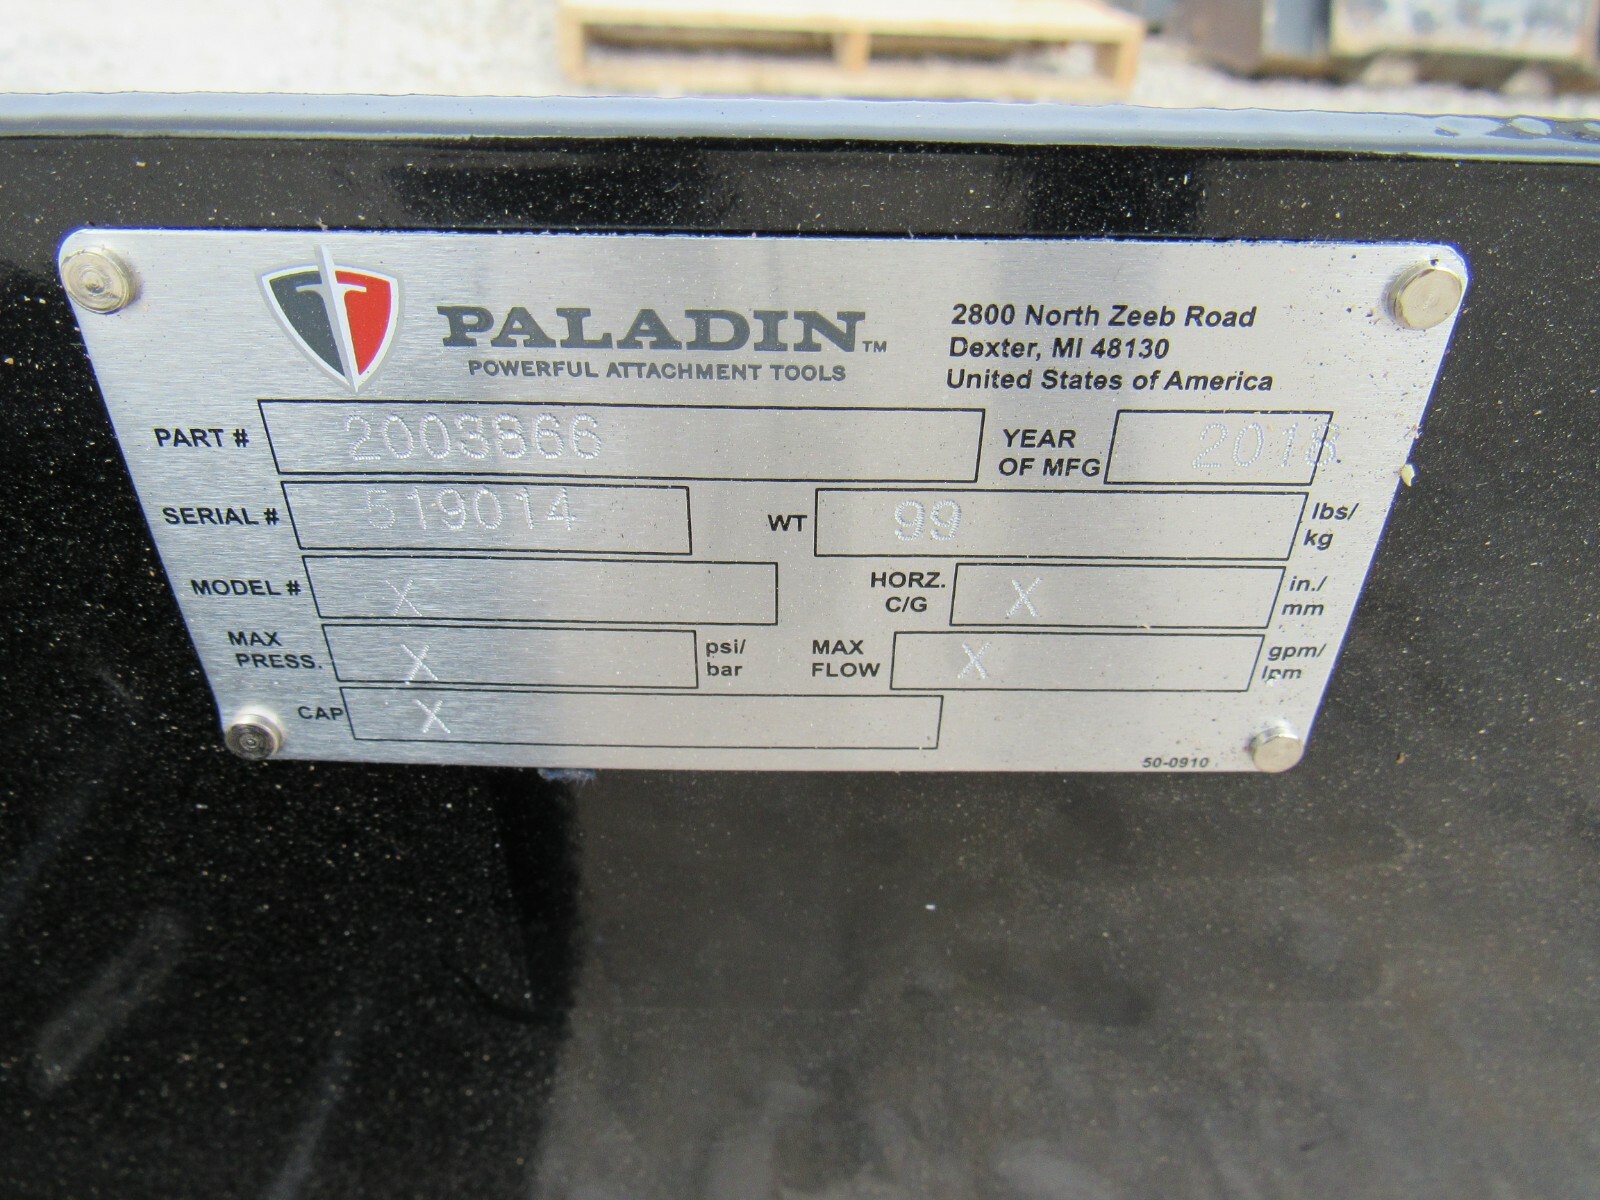 PALADIN™
POWERFUL ATTACHMENT TOOLS
2800 North Zeeb Road
Dexter, MI 48130
United States of America
PART # 2003866
YEAR OF MFG 2018
SERIAL # 519014
WT 99 lbs/ kg
MODEL # X
HORZ. C/G X in./ mm
MAX PRESS. X psi/ bar
MAX FLOW X gpm/ lpm
CAP X
50-0910